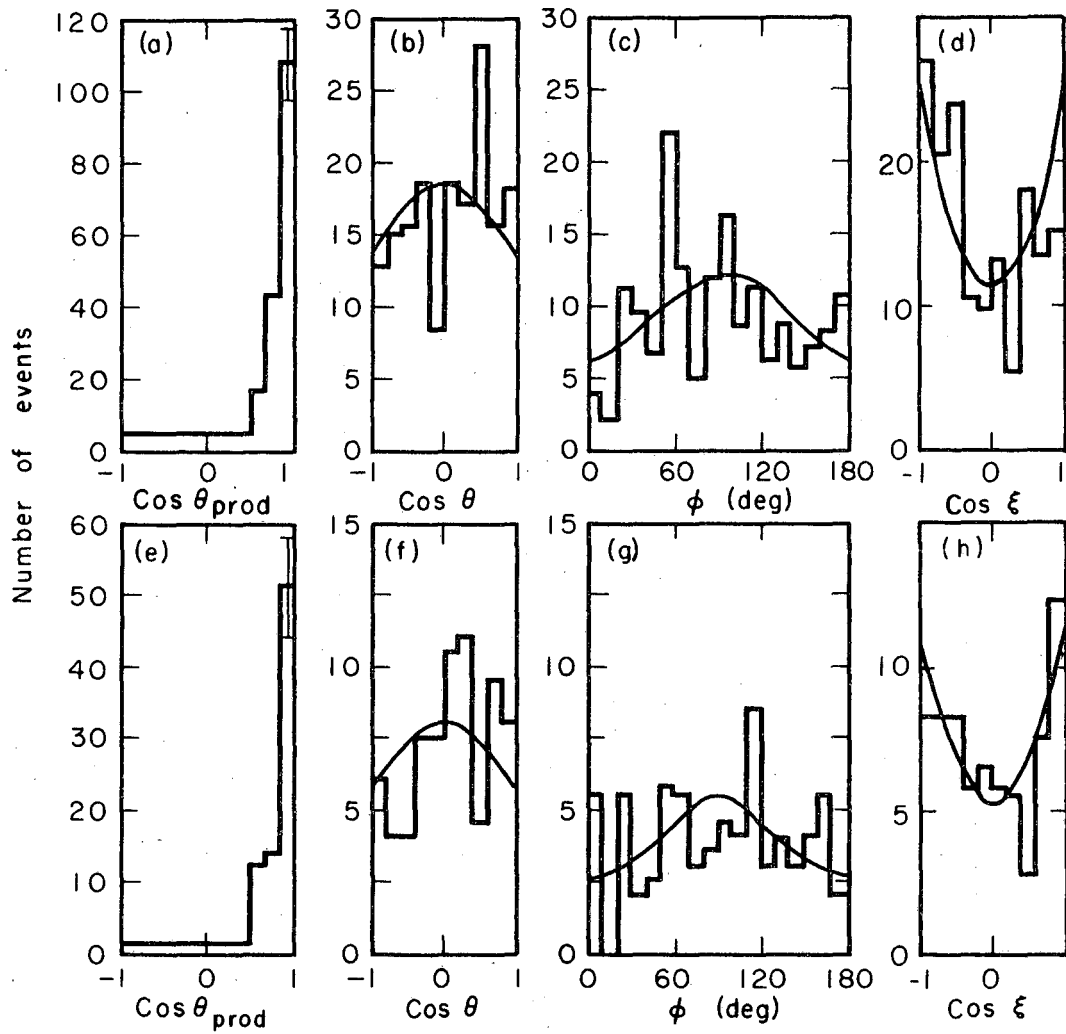 120
100
80
60
40
20
0
(a)
-1 0 1
Cos θprod
30
25
20
15
10
5
0
(b)
-1 0 1
Cos θ
30
25
20
15
10
5
0
(c)
0 60 120 180
φ (deg)
20
10
0
(d)
-1 0 1
Cos ξ
Number of events
60
50
40
30
20
10
0
(e)
-1 0 1
Cos θprod
15
10
5
0
(f)
-1 0 1
Cos θ
15
10
5
0
(g)
0 60 120 180
φ (deg)
10
5
0
(h)
-1 0 1
Cos ξ